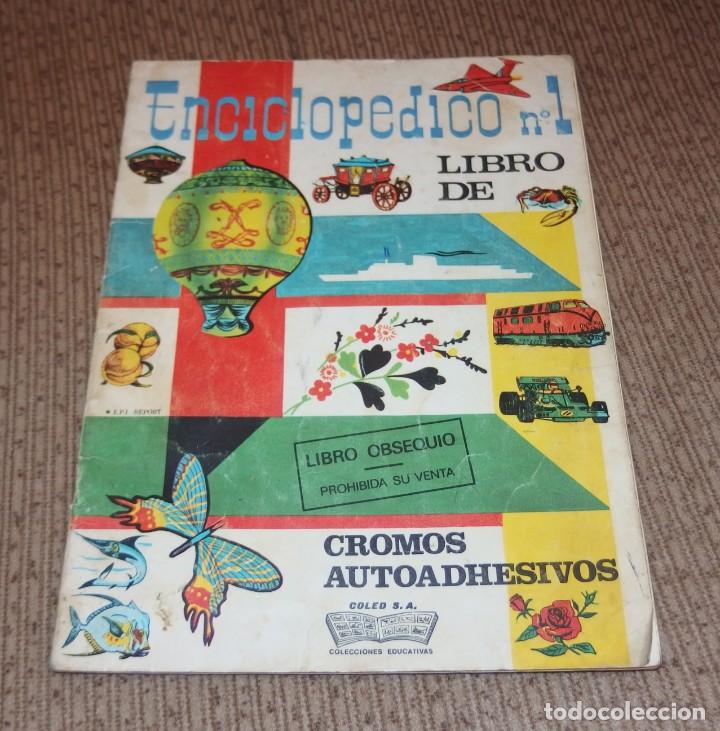 Enciclopedico nº1
LIBRO
DE
* E.P.I. REPORT
LIBRO OBSEQUIO
PROHIBIDA SU VENTA
CROMOS
AUTOADHESIVOS
COLED S.A.
COLECCIONES EDUCATIVAS
todocoleccion